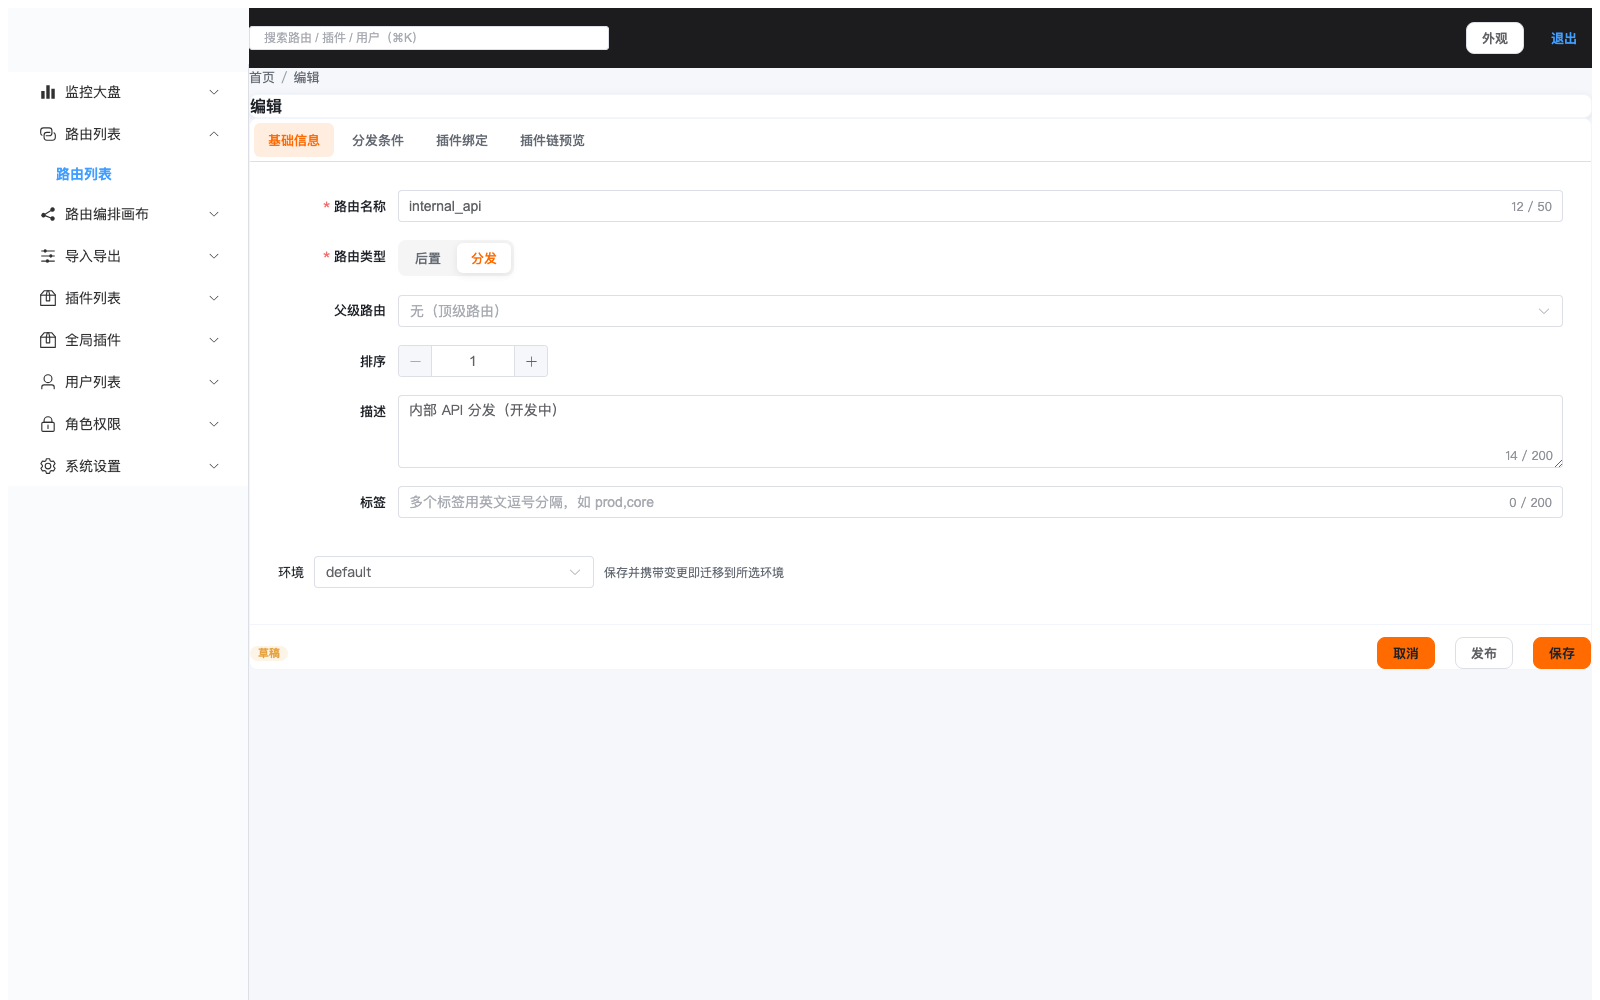 搜索路由 / 插件 / 用户（⌘K）
外观
退出
监控大盘
路由列表
路由列表
路由编排画布
导入导出
插件列表
全局插件
用户列表
角色权限
系统设置
首页 / 编辑
编辑
基础信息
分发条件
插件绑定
插件链预览
* 路由名称
internal_api
12 / 50
* 路由类型
后置
分发
父级路由
无（顶级路由）
排序
1
描述
内部 API 分发（开发中）
14 / 200
标签
多个标签用英文逗号分隔，如 prod,core
0 / 200
环境
default
保存并携带变更即迁移到所选环境
草稿
取消
发布
保存